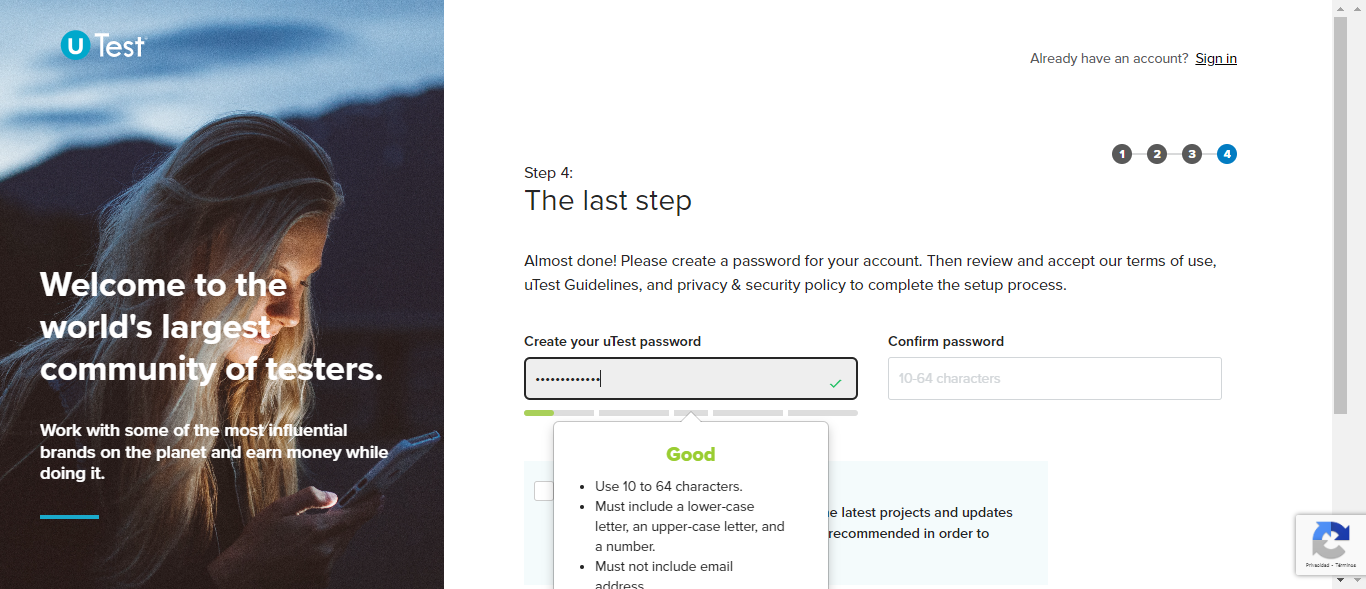 U Test
Already have an account? Sign in
1 2 3 4
Step 4:
The last step
Almost done! Please create a password for your account. Then review and accept our terms of use,
uTest Guidelines, and privacy & security policy to complete the setup process.
Welcome to the
world's largest
community of testers.
Work with some of the most influential
brands on the planet and earn money while
doing it.
Create your uTest password
Confirm password
•••••••••••••
10-64 characters
Good
• Use 10 to 64 characters.
• Must include a lower-case
letter, an upper-case letter, and
a number.
• Must not include email
address
latest projects and updates
recommended in order to
Privacidad - Términos